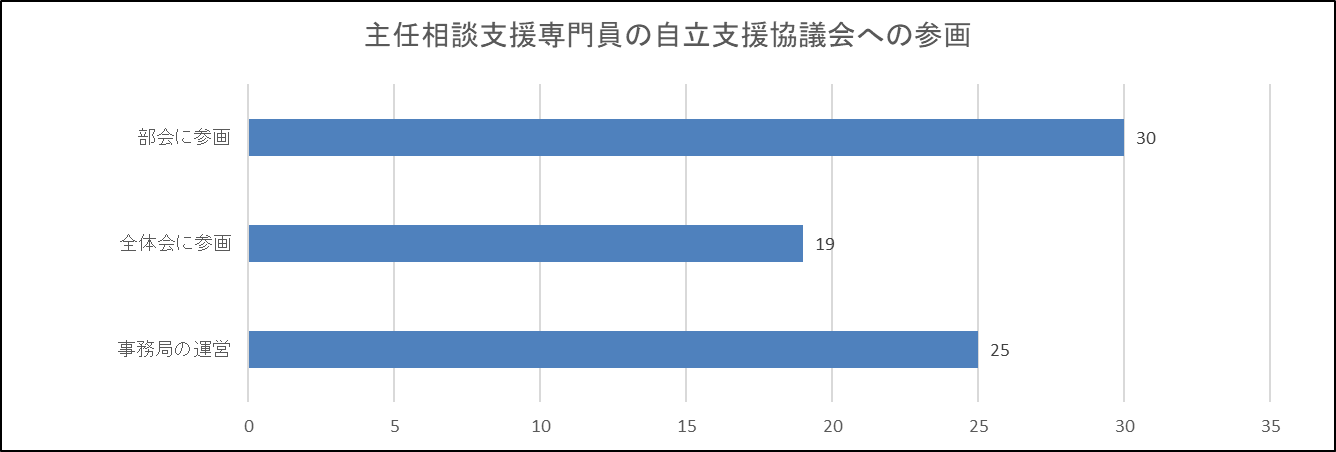 主任相談支援専門員の自立支援協議会への参画
部会に参画
30
全体会に参画
19
事務局の運営
25
0 5 10 15 20 25 30 35